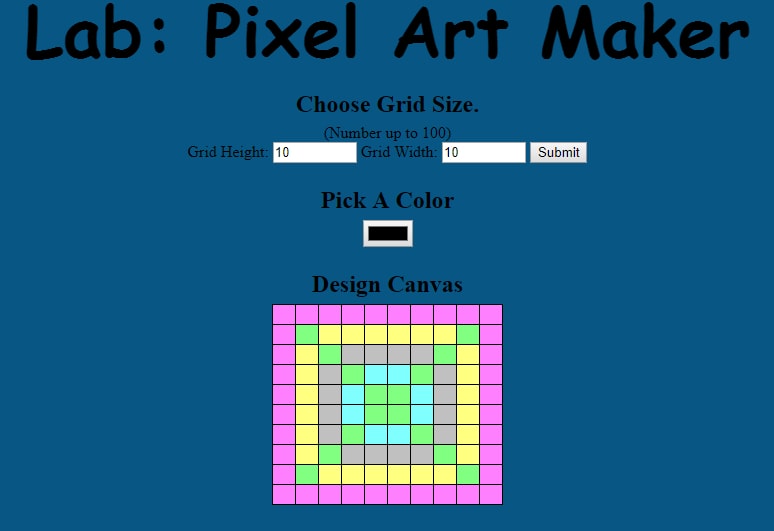 Lab: Pixel Art Maker
Choose Grid Size.
(Number up to 100)
Grid Height: 10 Grid Width: 10 Submit
Pick A Color
Design Canvas